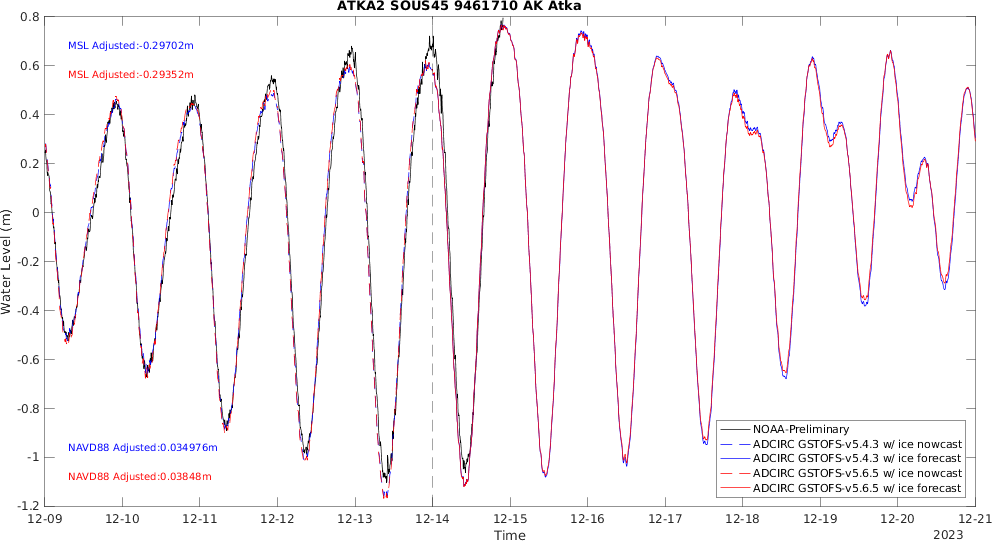 ATKA2 SOUS45 9461710 AK Atka
0.8
0.6
0.4
0.2
0
-0.2
-0.4
-0.6
-0.8
-1
-1.2
Water Level (m)
MSL Adjusted:-0.29702m
MSL Adjusted:-0.29352m
NAVD88 Adjusted:0.034976m
NAVD88 Adjusted:0.03848m
NOAA-Preliminary
ADCIRC GSTOFS-v5.4.3 w/ ice nowcast
ADCIRC GSTOFS-v5.4.3 w/ ice forecast
ADCIRC GSTOFS-v5.6.5 w/ ice nowcast
ADCIRC GSTOFS-v5.6.5 w/ ice forecast
12-09 12-10 12-11 12-12 12-13 12-14 12-15 12-16 12-17 12-18 12-19 12-20 12-21
Time
2023